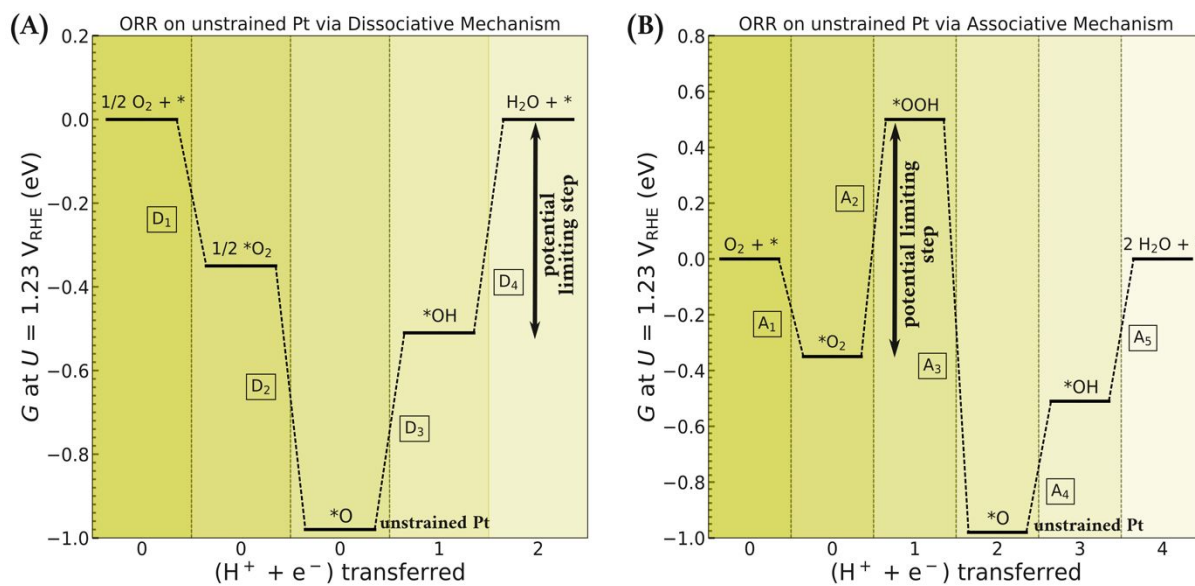 (A)
ORR on unstrained Pt via Dissociative Mechanism
G at U = 1.23 V_RHE (eV)
0.2
0.0
−0.2
−0.4
−0.6
−0.8
−1.0
1/2 O₂ + *
D₁
1/2 *O₂
D₂
*O
unstrained Pt
D₃
*OH
D₄
H₂O + *
potential
limiting step
0 0 0 1 2
(H⁺ + e⁻) transferred
(B)
ORR on unstrained Pt via Associative Mechanism
G at U = 1.23 V_RHE (eV)
0.8
0.6
0.4
0.2
0.0
−0.2
−0.4
−0.6
−0.8
−1.0
O₂ + *
A₁
*O₂
A₂
*OOH
potential limiting
step
A₃
*O
unstrained Pt
A₄
*OH
A₅
2 H₂O +
0 0 1 2 3 4
(H⁺ + e⁻) transferred